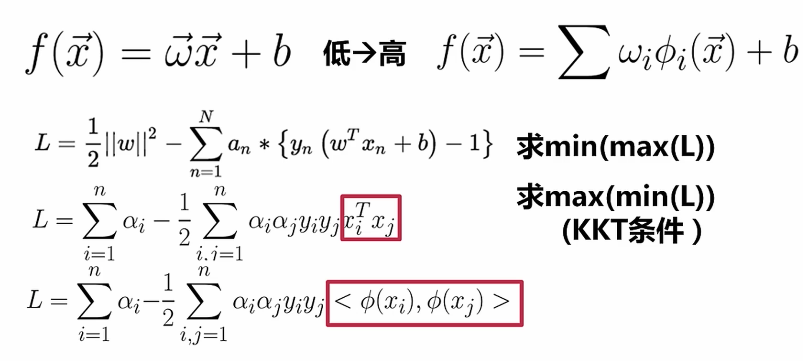 f(\vec{x}) = \vec{\omega}\vec{x} + b 低→高 f(\vec{x}) = \sum \omega_i \phi_i(\vec{x}) + b
L = \frac{1}{2}||w||^2 - \sum_{n=1}^{N} a_n * \{y_n (w^T x_n + b) - 1\} 求min(max(L))
L = \sum_{i=1}^{n} \alpha_i - \frac{1}{2} \sum_{i,j=1}^{n} \alpha_i \alpha_j y_i y_j x_i^T x_j 求max(min(L))
(KKT条件)
L = \sum_{i=1}^{n} \alpha_i - \frac{1}{2} \sum_{i,j=1}^{n} \alpha_i \alpha_j y_i y_j < \phi(x_i), \phi(x_j) >